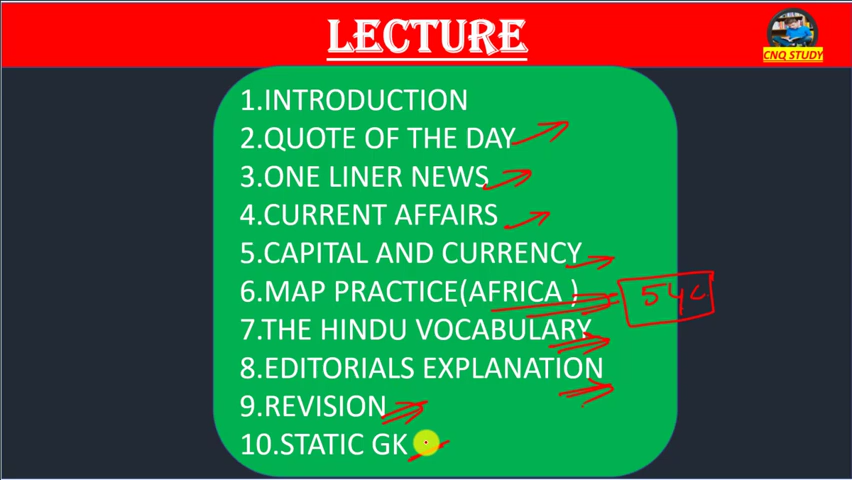 LECTURE
CNQ STUDY
1.INTRODUCTION
2.QUOTE OF THE DAY
3.ONE LINER NEWS
4.CURRENT AFFAIRS
5.CAPITAL AND CURRENCY
6.MAP PRACTICE(AFRICA )
54c
7.THE HINDU VOCABULARY
8.EDITORIALS EXPLANATION
9.REVISION
10.STATIC GK